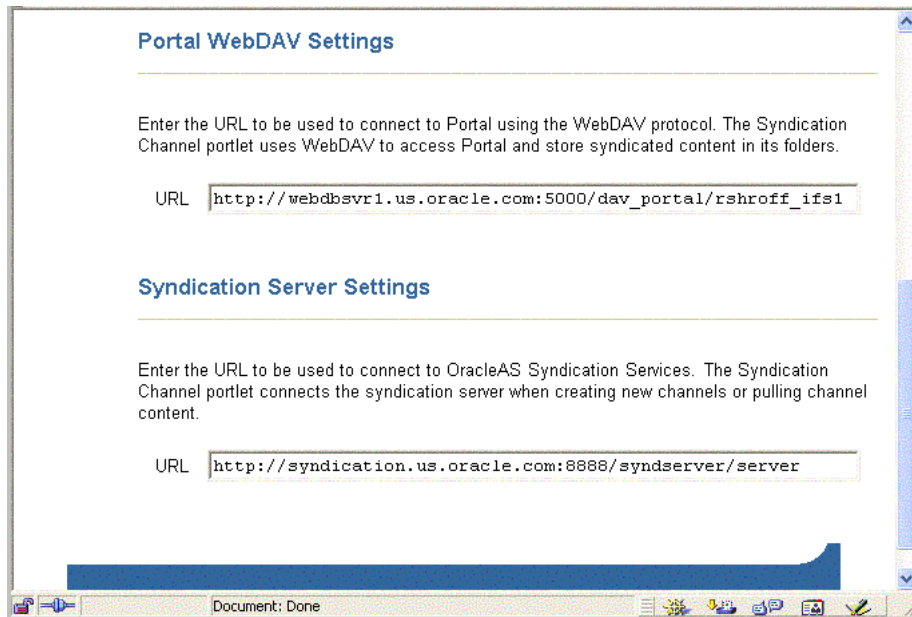 Portal WebDAV Settings
Enter the URL to be used to connect to Portal using the WebDAV protocol. The Syndication
Channel portlet uses WebDAV to access Portal and store syndicated content in its folders.
URL http://webdbsvr1.us.oracle.com:5000/dav_portal/rshroff_ifs1
Syndication Server Settings
Enter the URL to be used to connect to OracleAS Syndication Services. The Syndication
Channel portlet connects the syndication server when creating new channels or pulling channel
content.
URL http://syndication.us.oracle.com:8888/syndserver/server
Document: Done